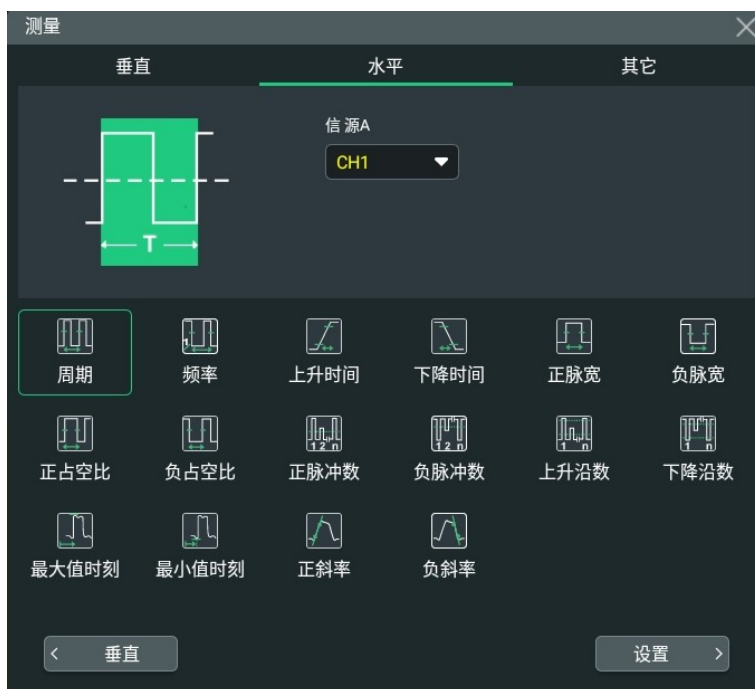 测量
垂直 水平 其它
信源A
CH1
T
周期 频率 上升时间 下降时间 正脉宽 负脉宽
正占空比 负占空比 正脉冲数 负脉冲数 上升沿数 下降沿数
最大值时刻 最小值时刻 正斜率 负斜率
垂直 设置